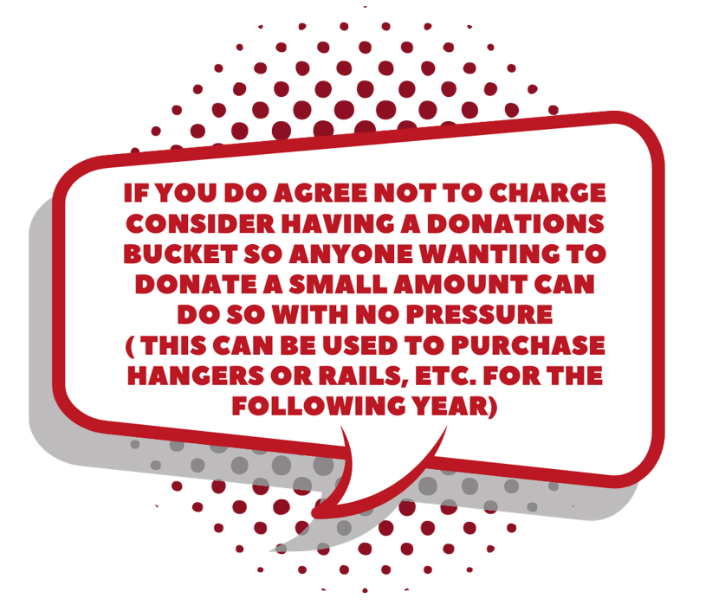 IF YOU DO AGREE NOT TO CHARGE
CONSIDER HAVING A DONATIONS
BUCKET SO ANYONE WANTING TO
DONATE A SMALL AMOUNT CAN
DO SO WITH NO PRESSURE
( THIS CAN BE USED TO PURCHASE
HANGERS OR RAILS, ETC. FOR THE
FOLLOWING YEAR)